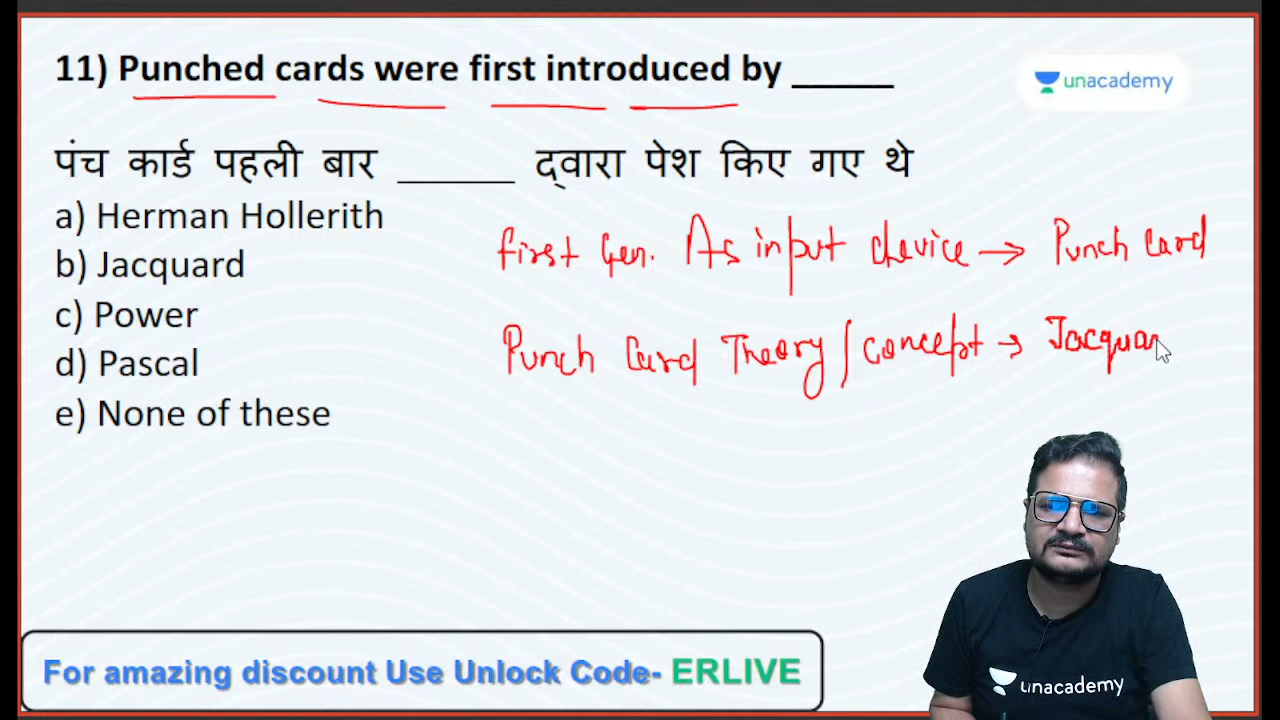 11) Punched cards were first introduced by _____
unacademy
पंच कार्ड पहली बार _____ द्वारा पेश किए गए थे
a) Herman Hollerith
b) Jacquard
c) Power
d) Pascal
e) None of these
first Gen. As input device → Punch Card
Punch Card Theory/concept → Jacquar
unacademy
For amazing discount Use Unlock Code- ERLIVE